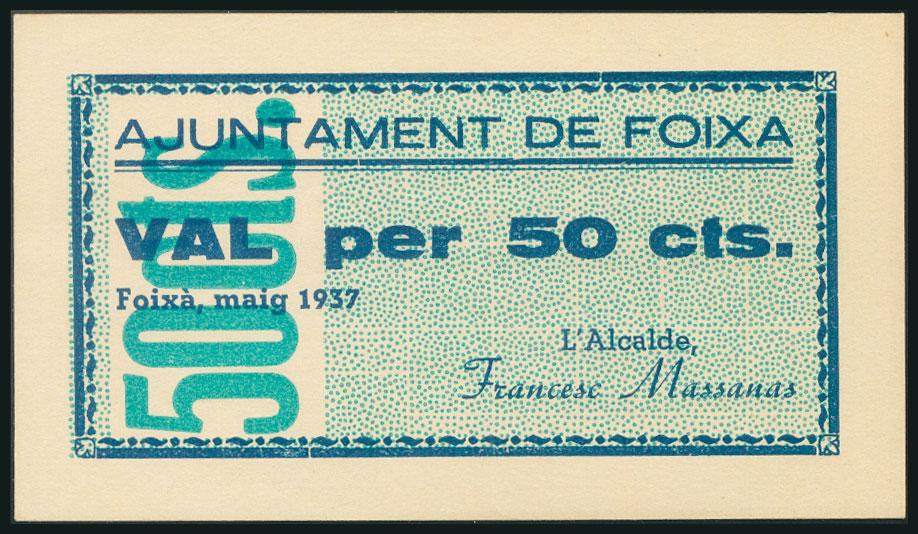 AJUNTAMENT DE FOIXA
50 cts.
VAL per 50 cts.
Foixà, maig 1937
L'Alcalde,
Francesc Massanas